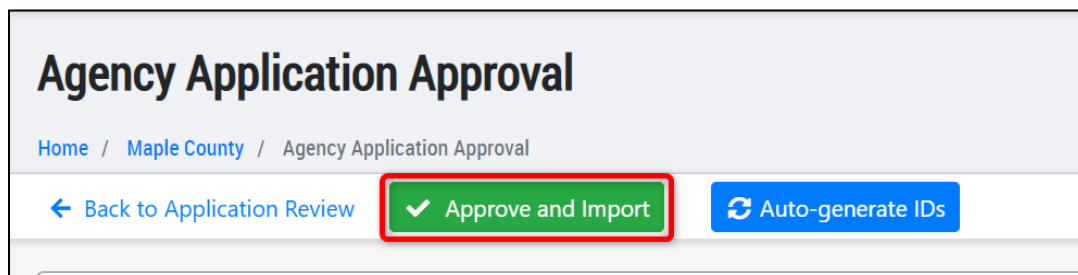 Agency Application Approval
Home / Maple County / Agency Application Approval
Back to Application Review Approve and Import Auto-generate IDs